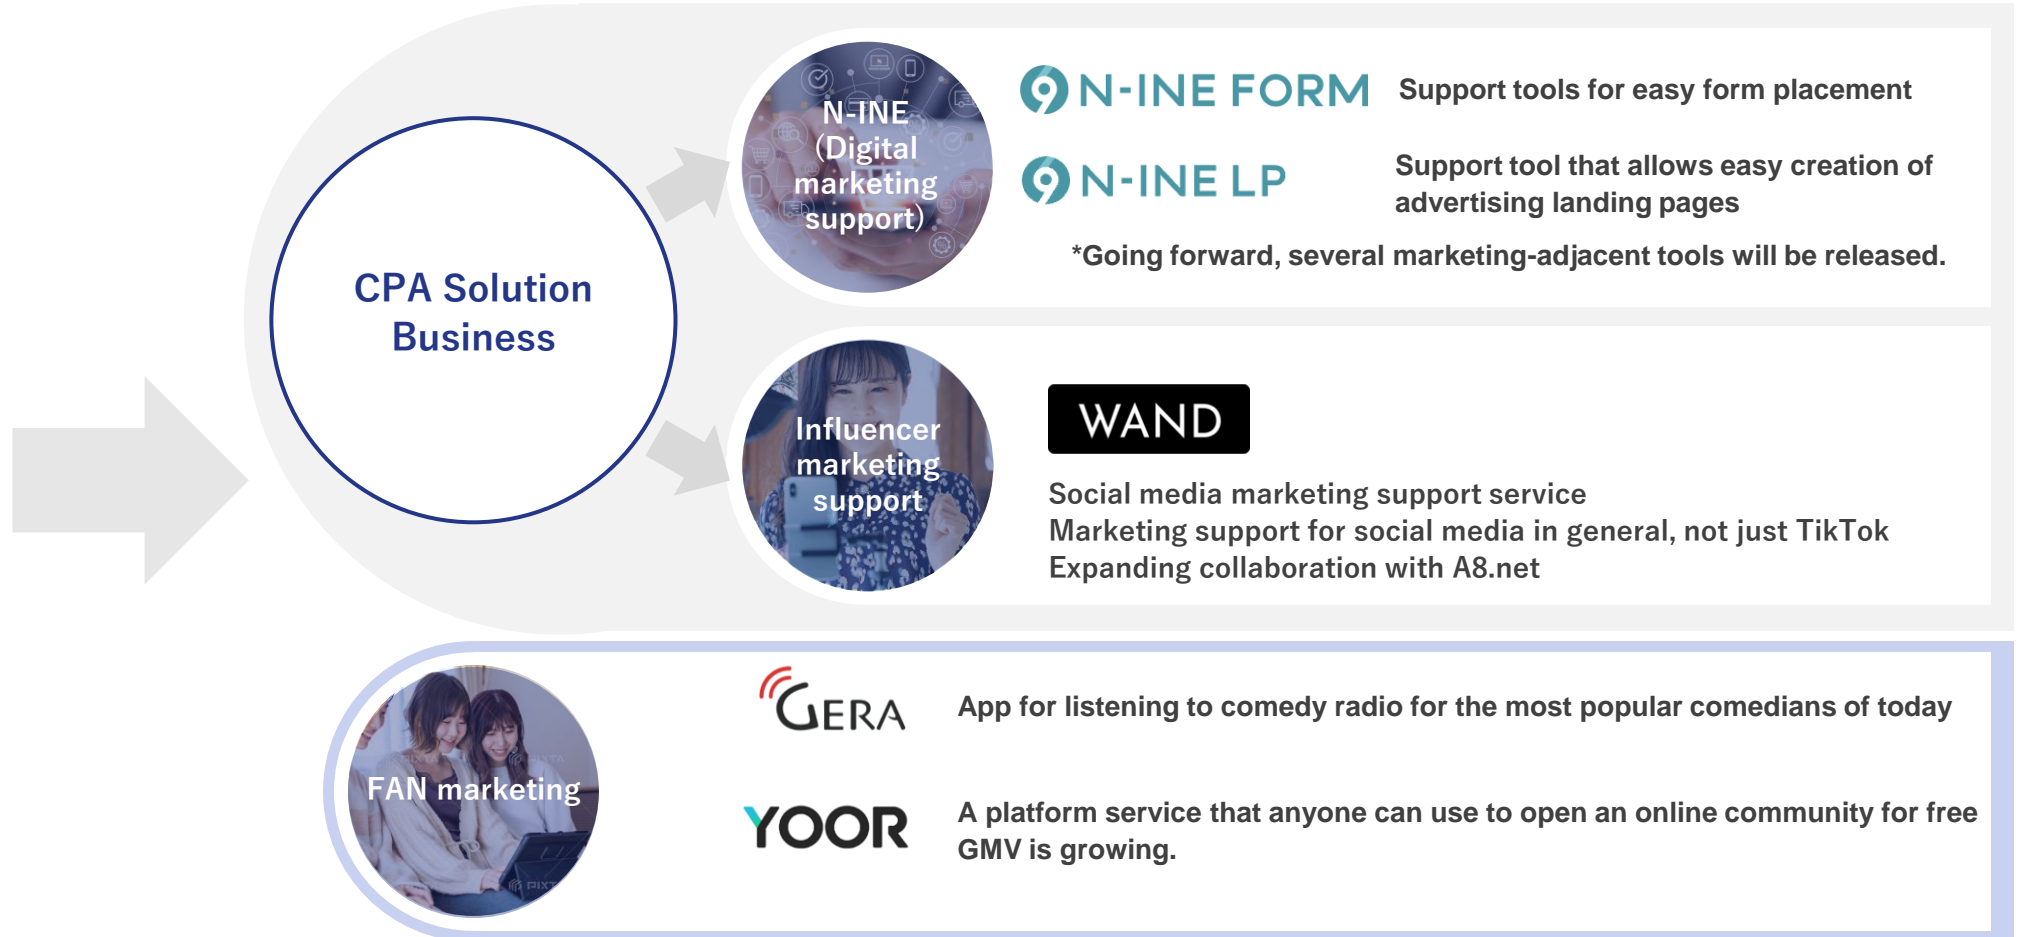 CPA Solution
Business
N-INE
(Digital
marketing
support)
N-INE FORM
Support tools for easy form placement
N-INE LP
Support tool that allows easy creation of
advertising landing pages
*Going forward, several marketing-adjacent tools will be released.
Influencer
marketing
support
WAND
Social media marketing support service
Marketing support for social media in general, not just TikTok
Expanding collaboration with A8.net
FAN marketing
GERA
App for listening to comedy radio for the most popular comedians of today
YOOR
A platform service that anyone can use to open an online community for free
GMV is growing.
PIXTA